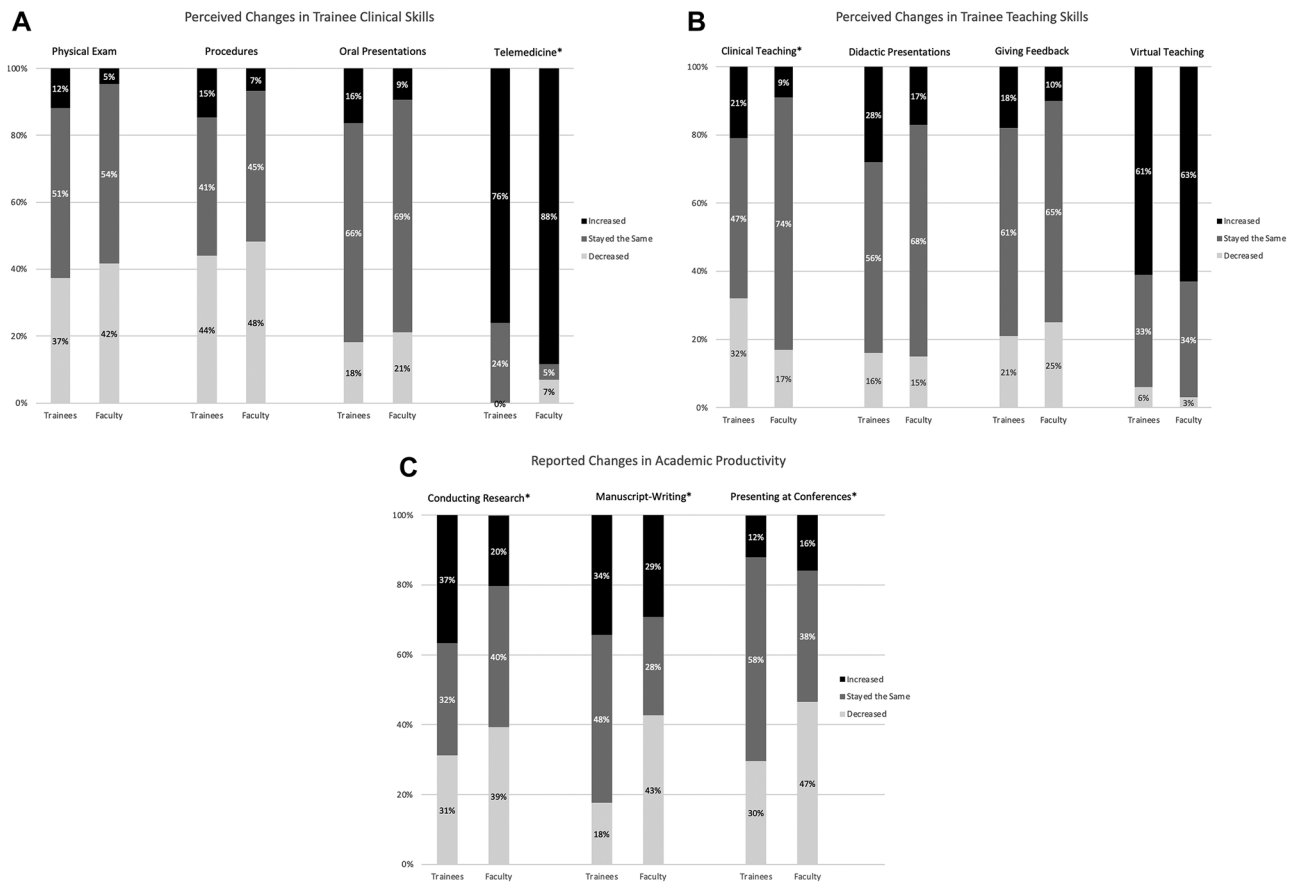 A
Perceived Changes in Trainee Clinical Skills
Physical Exam Procedures Oral Presentations Telemedicine*
100%
80%
60%
40%
20%
0%
12% 5% 15% 7% 16% 9% 76% 88%
51% 54% 41% 45% 66% 69% 24% 5%
37% 42% 44% 48% 18% 21% 0% 7%
Trainees Faculty Trainees Faculty Trainees Faculty Trainees Faculty
Increased
Stayed the Same
Decreased
B
Perceived Changes in Trainee Teaching Skills
Clinical Teaching* Didactic Presentations Giving Feedback Virtual Teaching
100%
80%
60%
40%
20%
0%
21% 9% 28% 17% 18% 10% 61% 63%
47% 74% 56% 68% 61% 65% 33% 34%
32% 17% 16% 15% 21% 25% 6% 3%
Trainees Faculty Trainees Faculty Trainees Faculty Trainees Faculty
Increased
Stayed the Same
Decreased
C
Reported Changes in Academic Productivity
Conducting Research* Manuscript-Writing* Presenting at Conferences*
100%
80%
60%
40%
20%
0%
37% 20% 34% 29% 12% 16%
32% 40% 48% 28% 58% 38%
31% 39% 18% 43% 30% 47%
Trainees Faculty Trainees Faculty Trainees Faculty
Increased
Stayed the Same
Decreased